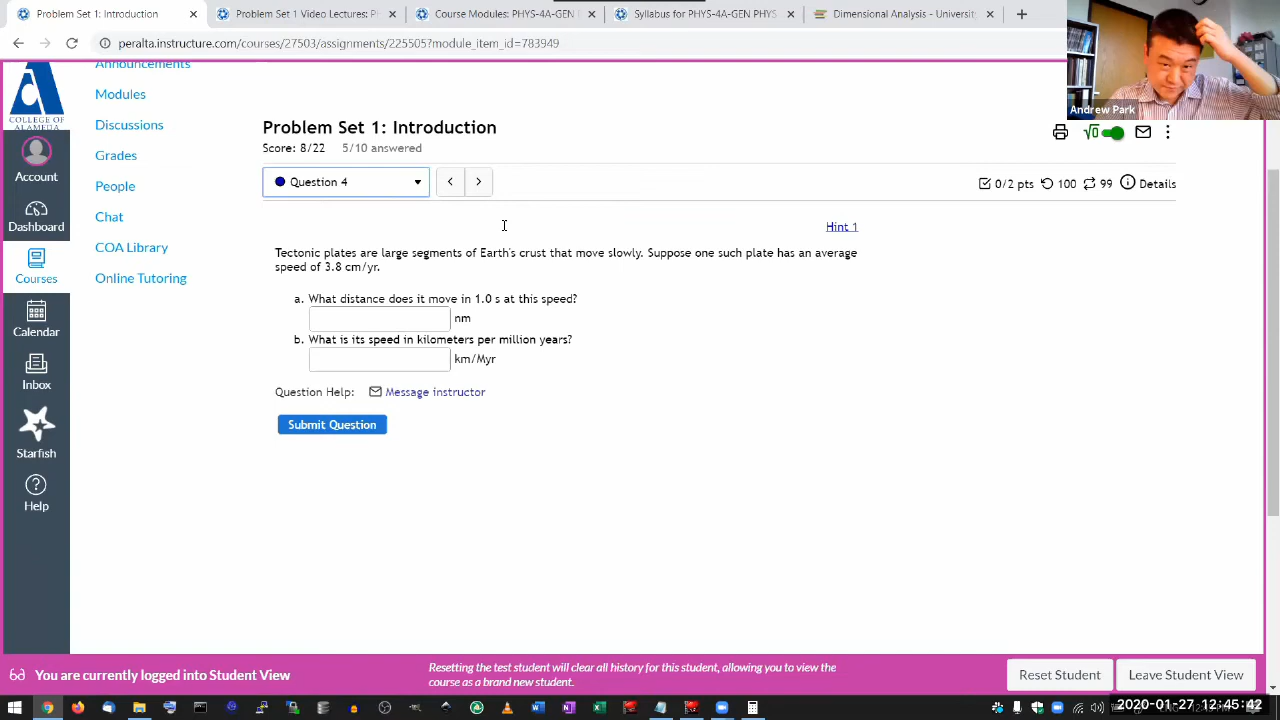 Problem Set 1: Introduction
Problem Set 1 Video Lectures: P
Course Modules: PHYS-4A-GEN
Syllabus for PHYS-4A-GEN PHYS
Dimensional Analysis - Universit
peralta.instructure.com/courses/27503/assignments/225505?module_item_id=783949
Andrew Park
COLLEGE OF
ALAMEDA
Account
Dashboard
Courses
Calendar
Inbox
Starfish
Help
Announcements
Modules
Discussions
Grades
People
Chat
COA Library
Online Tutoring
Problem Set 1: Introduction
Score: 8/22 5/10 answered
Question 4
0/2 pts 100 99 Details
Hint 1
Tectonic plates are large segments of Earth's crust that move slowly. Suppose one such plate has an average
speed of 3.8 cm/yr.
a. What distance does it move in 1.0 s at this speed?
nm
b. What is its speed in kilometers per million years?
km/Myr
Question Help: Message instructor
Submit Question
You are currently logged into Student View
Resetting the test student will clear all history for this student, allowing you to view the
course as a brand new student.
Reset Student
Leave Student View
2020-01-27 12:45:42